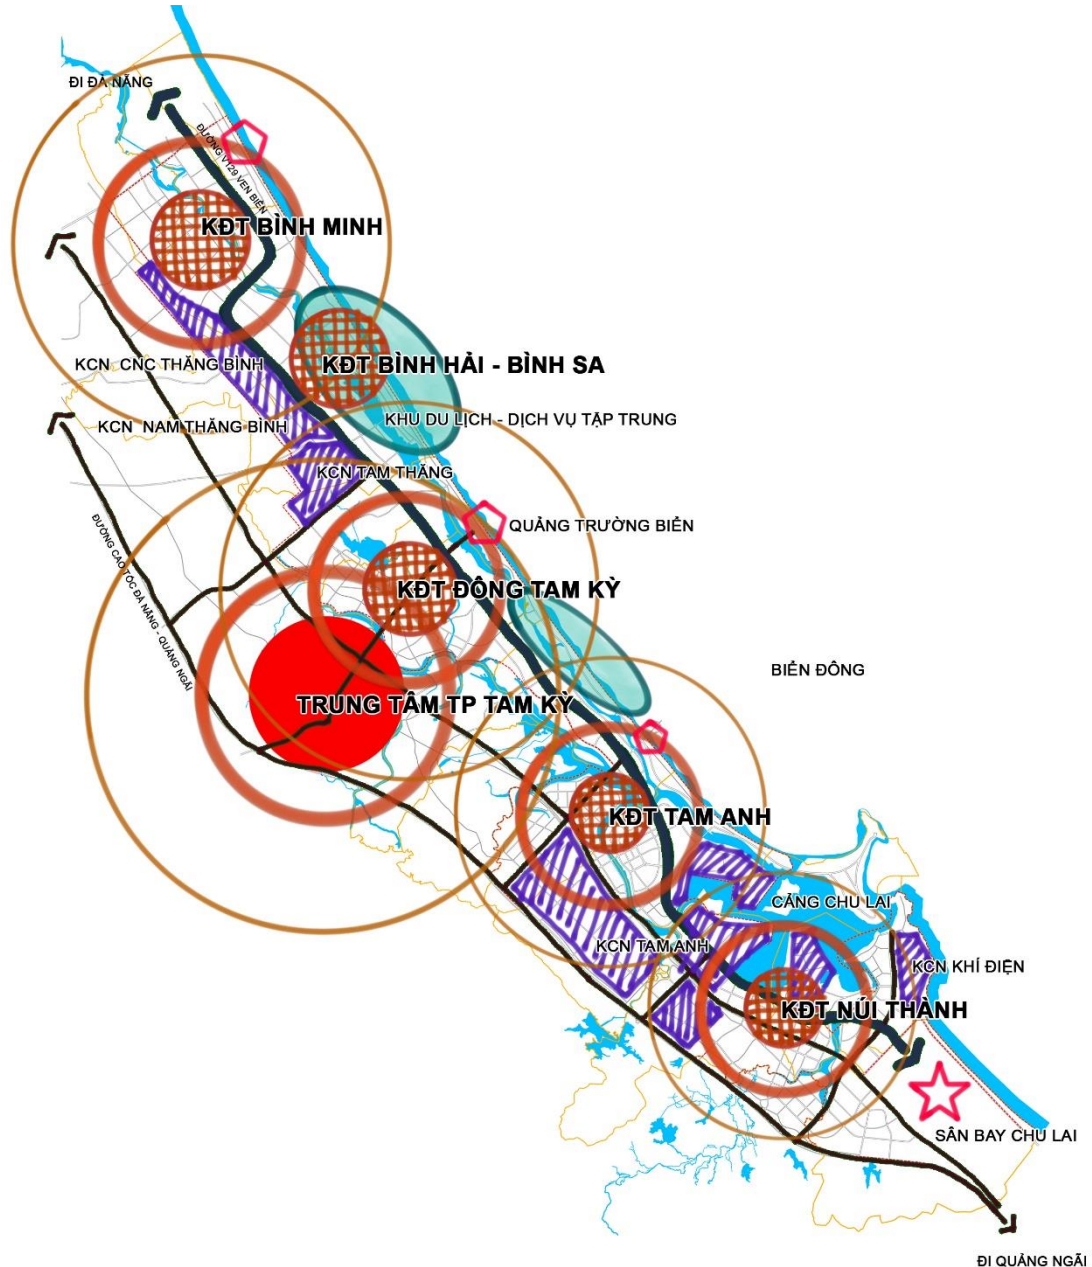 ĐI ĐÀ NẴNG
ĐƯỜNG V129 VEN BIỂN
KĐT BÌNH MINH
KCN CNC THĂNG BÌNH
KĐT BÌNH HẢI - BÌNH SA
KHU DU LỊCH - DỊCH VỤ TẬP TRUNG
KCN NAM THĂNG BÌNH
KCN TAM THĂNG
QUẢNG TRƯỜNG BIỂN
ĐƯỜNG CAO TỐC ĐÀ NẴNG - QUẢNG NGÃI
KĐT ĐÔNG TAM KỲ
BIỂN ĐÔNG
TRUNG TÂM TP TAM KỲ
KĐT TAM ANH
CẢNG CHU LAI
KCN TAM ANH
KCN KHÍ ĐIỆN
KĐT NÚI THÀNH
SÂN BAY CHU LAI
ĐI QUẢNG NGÃI